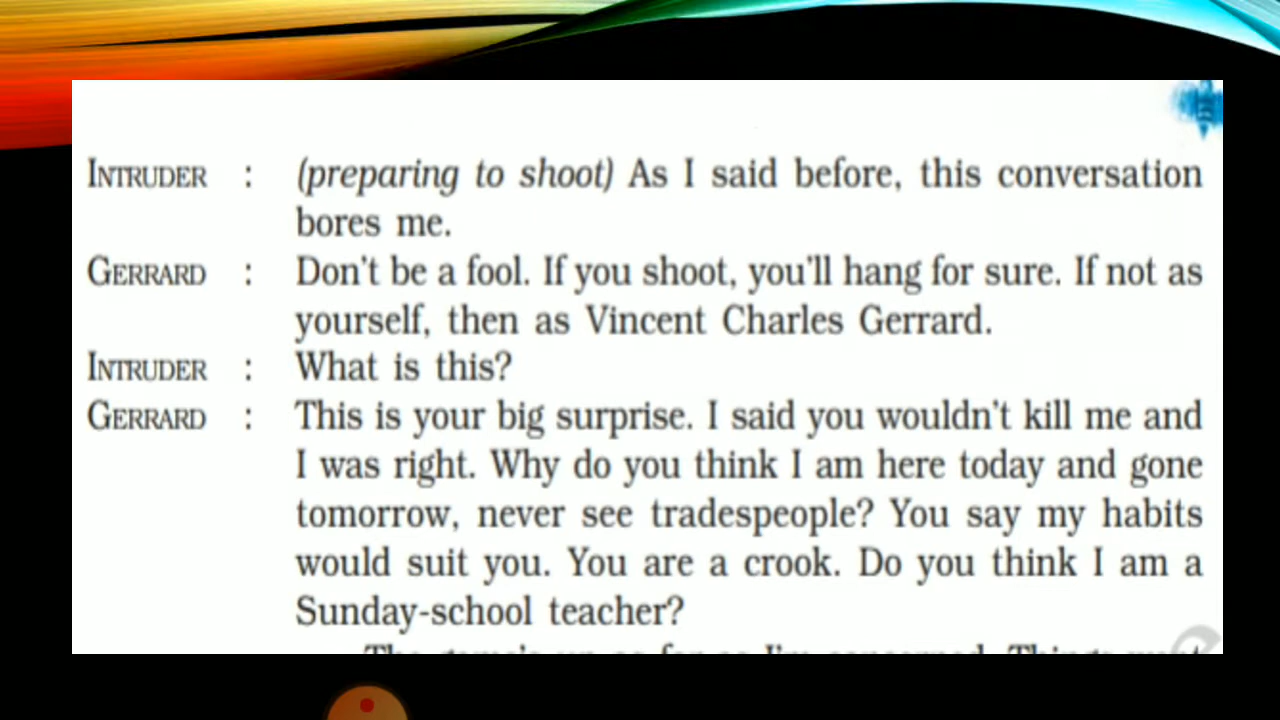 INTRUDER : (preparing to shoot) As I said before, this conversation
bores me.
GERRARD : Don't be a fool. If you shoot, you'll hang for sure. If not as
yourself, then as Vincent Charles Gerrard.
INTRUDER : What is this?
GERRARD : This is your big surprise. I said you wouldn't kill me and
I was right. Why do you think I am here today and gone
tomorrow, never see tradespeople? You say my habits
would suit you. You are a crook. Do you think I am a
Sunday-school teacher?